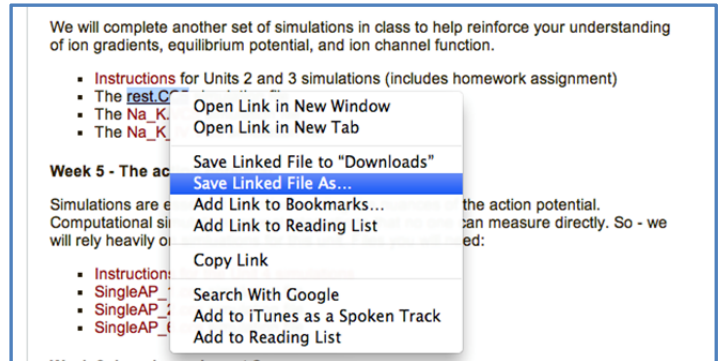 We will complete another set of simulations in class to help reinforce your understanding
of ion gradients, equilibrium potential, and ion channel function.
Instructions for Units 2 and 3 simulations (includes homework assignment)
The rest.
The Na_K.
The Na_K_
Open Link in New Window
Open Link in New Tab
Save Linked File to "Downloads"
Save Linked File As...
Add Link to Bookmarks...
Add Link to Reading List
Copy Link
Search With Google
Add to iTunes as a Spoken Track
Add to Reading List
Week 5 - The ac
Simulations are e the action potential.
Computational si can measure directly. So - we
will rely heavily or ed:
Instructions
SingleAP_
SingleAP_2
SingleAP_6